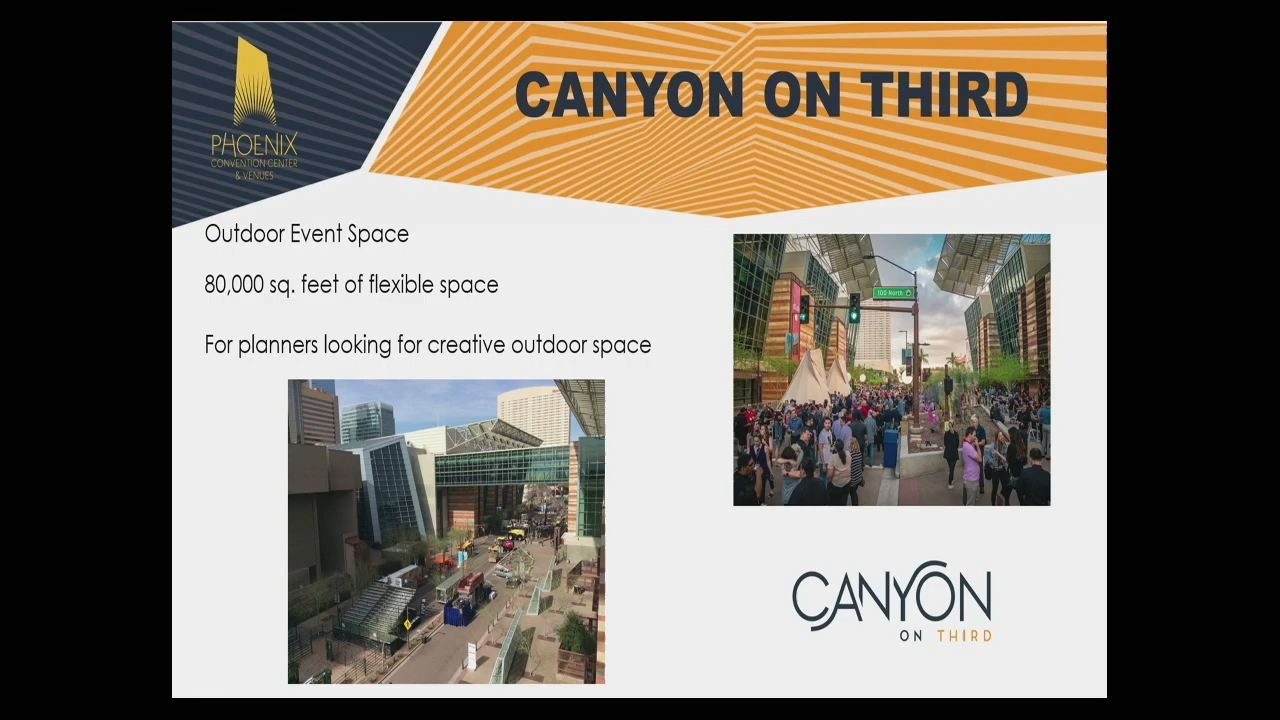 PHOENIX
CONVENTION CENTER
& VENUES
CANYON ON THIRD
Outdoor Event Space
80,000 sq. feet of flexible space
For planners looking for creative outdoor space
100 North
CANYON
ON THIRD